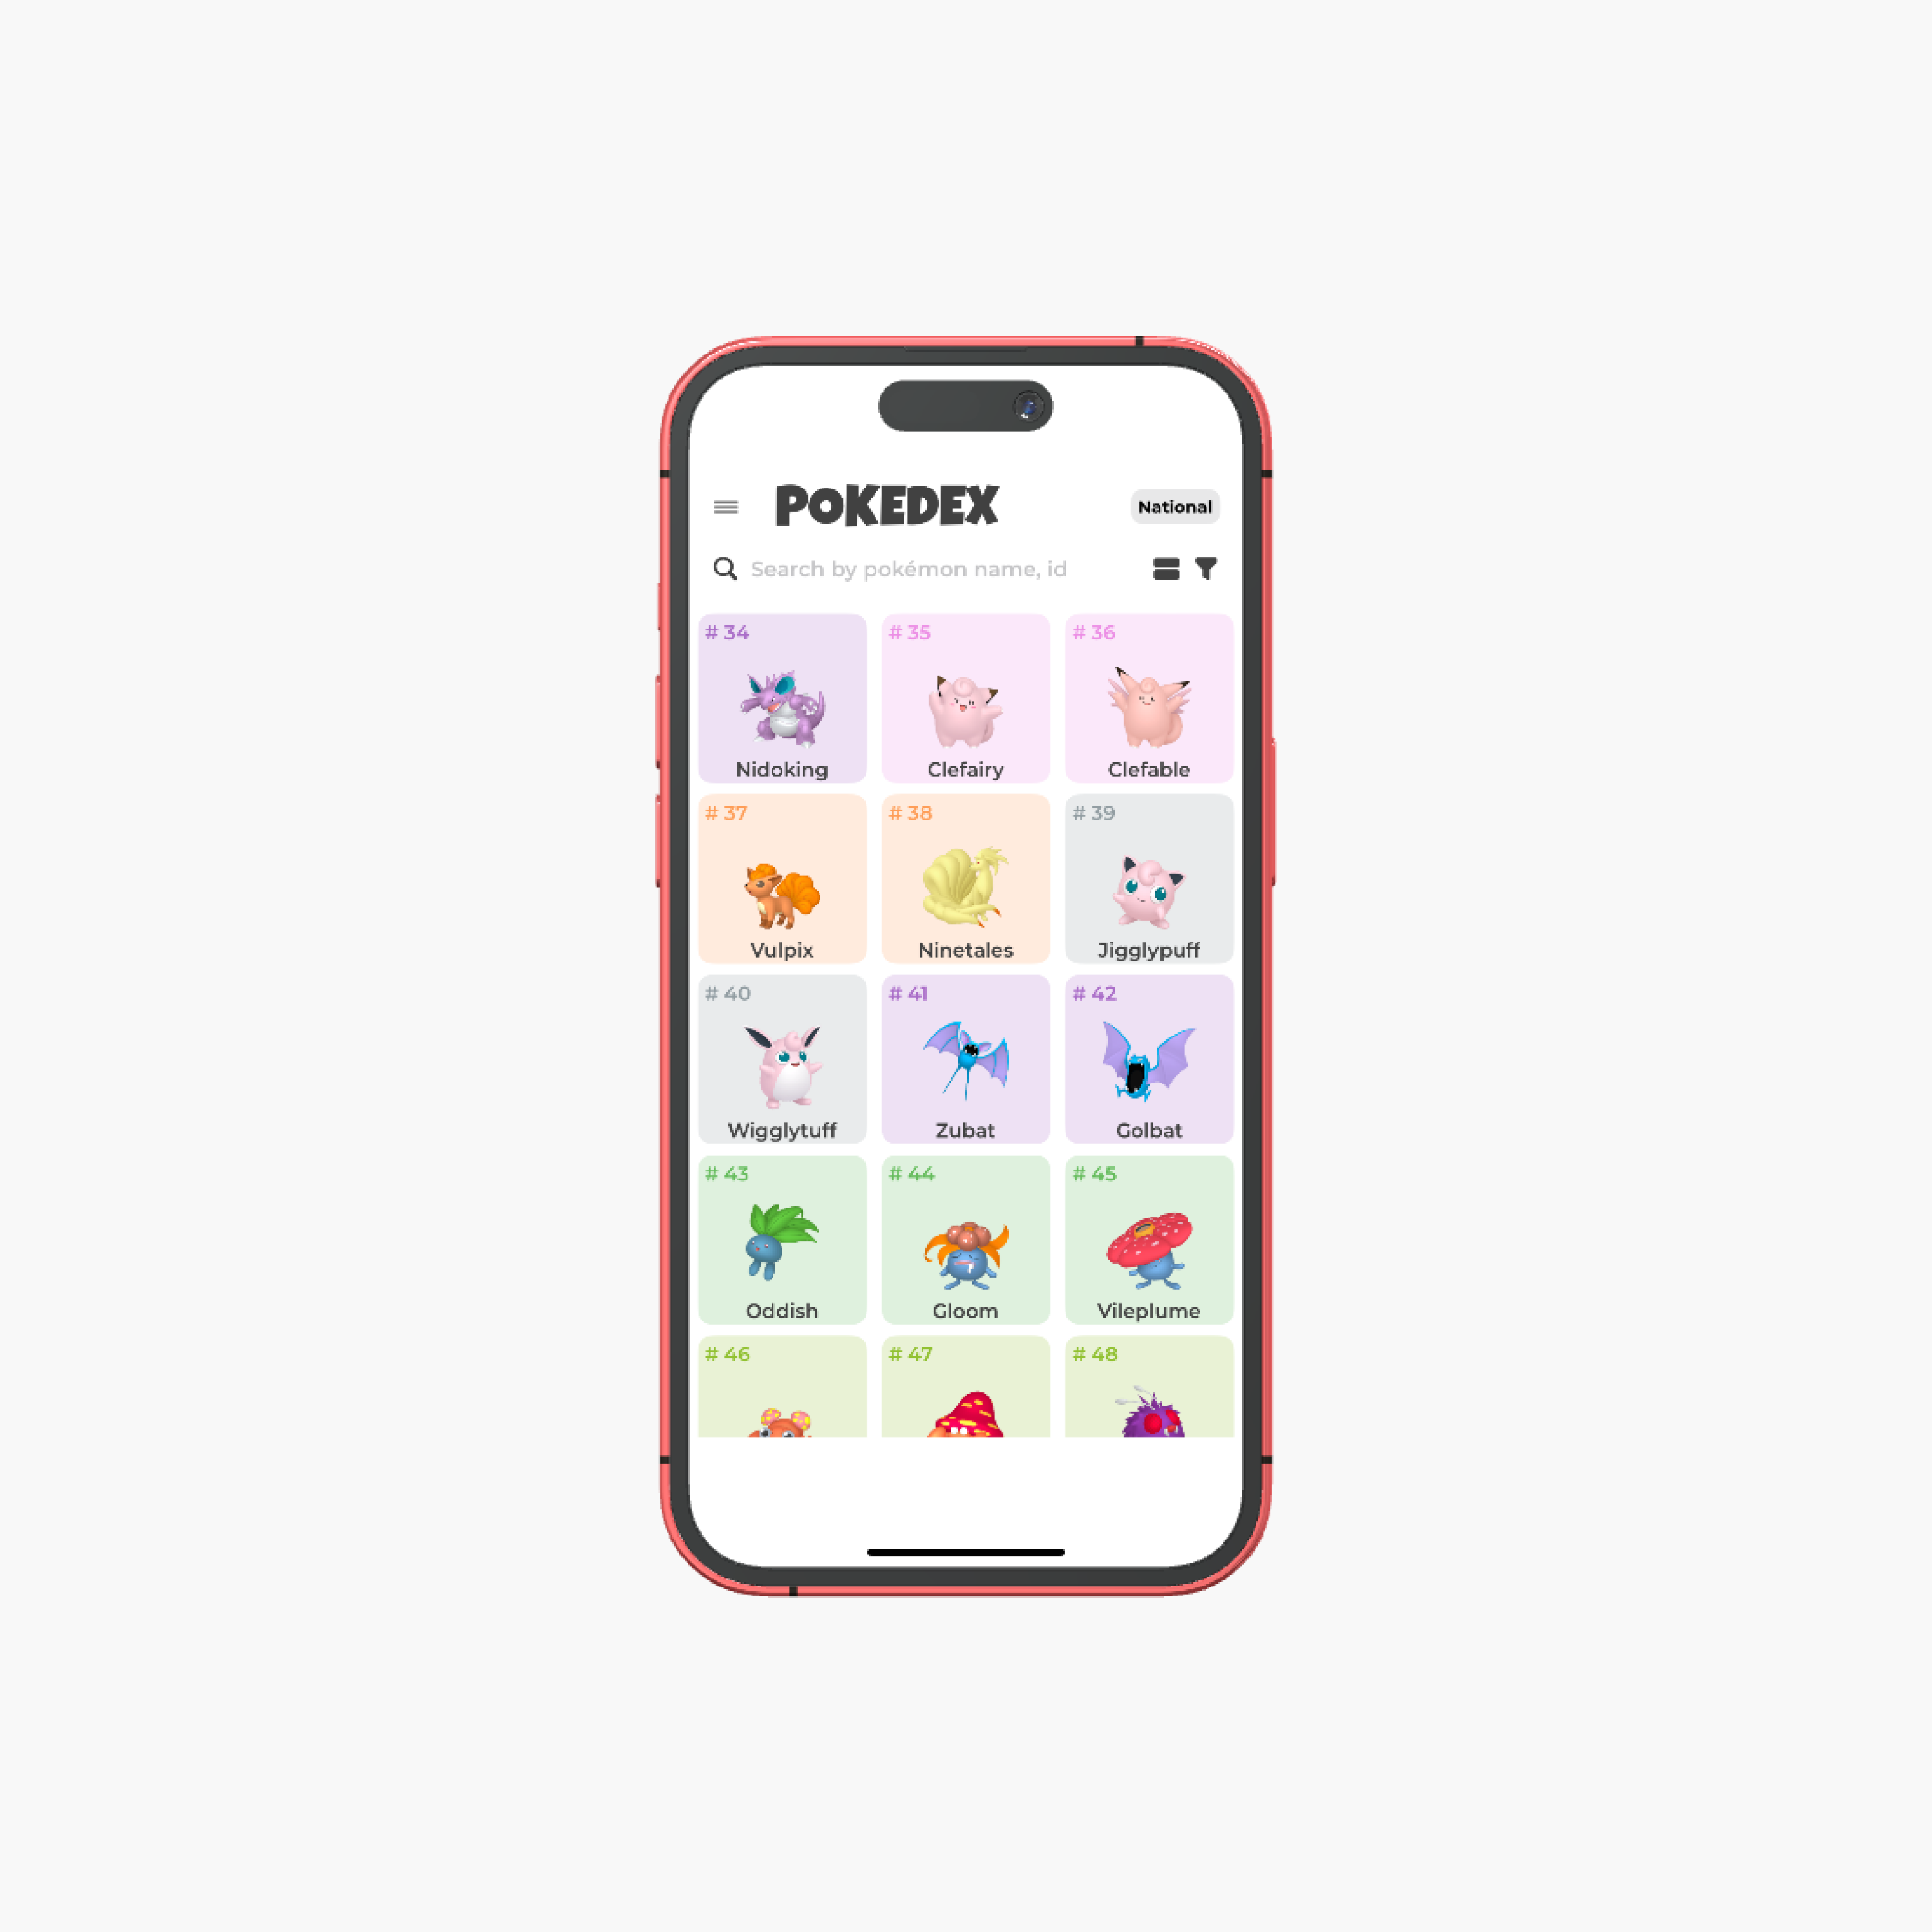 POKEDEX
National
Search by pokémon name, id
# 34
# 35
# 36
Nidoking
Clefairy
Clefable
# 37
# 38
# 39
Vulpix
Ninetales
Jigglypuff
# 40
# 41
# 42
Wigglytuff
Zubat
Golbat
# 43
# 44
# 45
Oddish
Gloom
Vileplume
# 46
# 47
# 48